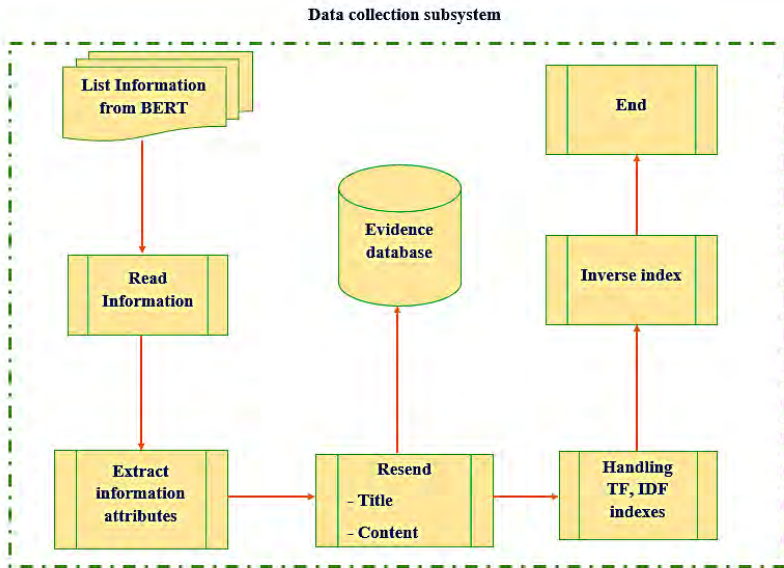 Data collection subsystem
List Information
from BERT
Read
Information
Extract
information
attributes
Resend
- Title
- Content
Evidence
database
Handling
TF, IDF
indexes
Inverse index
End